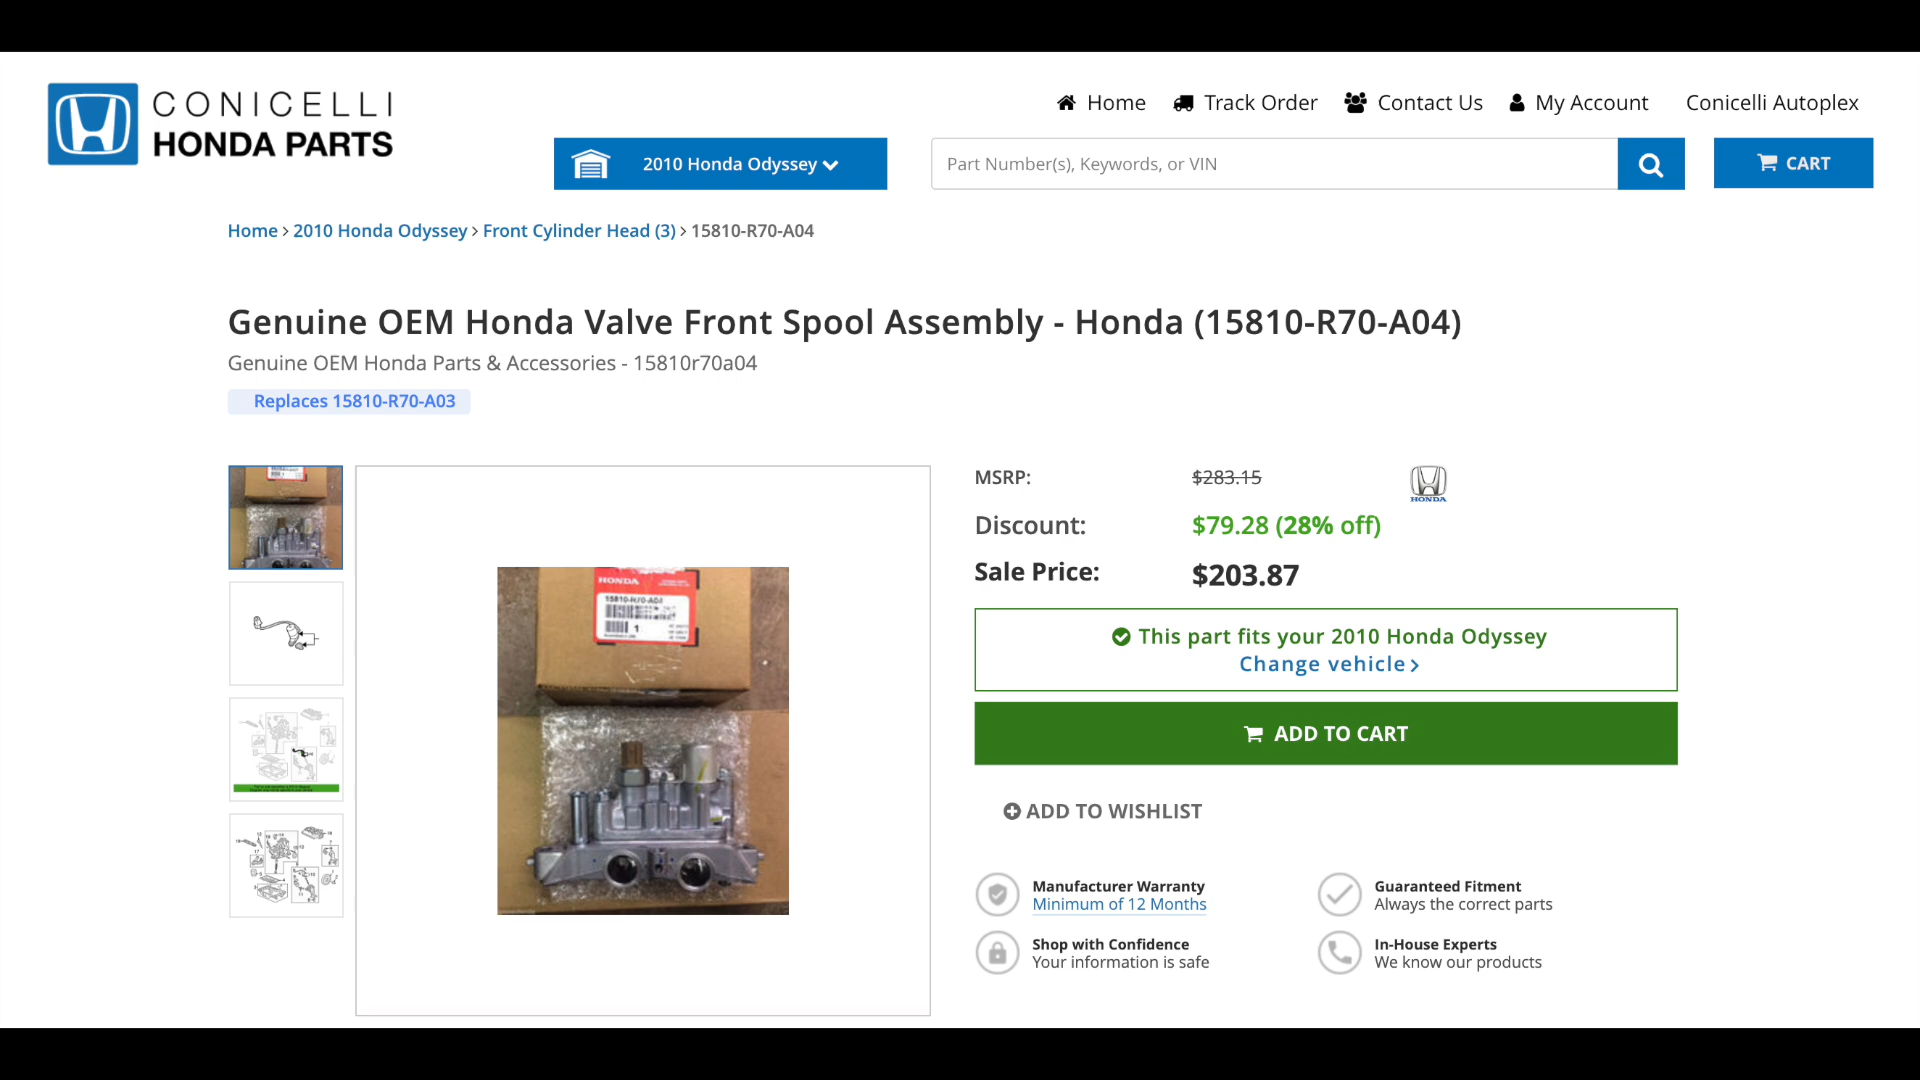 CONICELLI
HONDA PARTS
Home
Track Order
Contact Us
My Account
Conicelli Autoplex
2010 Honda Odyssey
Part Number(s), Keywords, or VIN
CART
Home > 2010 Honda Odyssey > Front Cylinder Head (3) > 15810-R70-A04
Genuine OEM Honda Valve Front Spool Assembly - Honda (15810-R70-A04)
Genuine OEM Honda Parts & Accessories - 15810r70a04
Replaces 15810-R70-A03
HONDA
15810-R70-A04
1
MSRP: $283.15
HONDA
Discount: $79.28 (28% off)
Sale Price: $203.87
This part fits your 2010 Honda Odyssey
Change vehicle >
ADD TO CART
ADD TO WISHLIST
Manufacturer Warranty
Minimum of 12 Months
Guaranteed Fitment
Always the correct parts
Shop with Confidence
Your information is safe
In-House Experts
We know our products